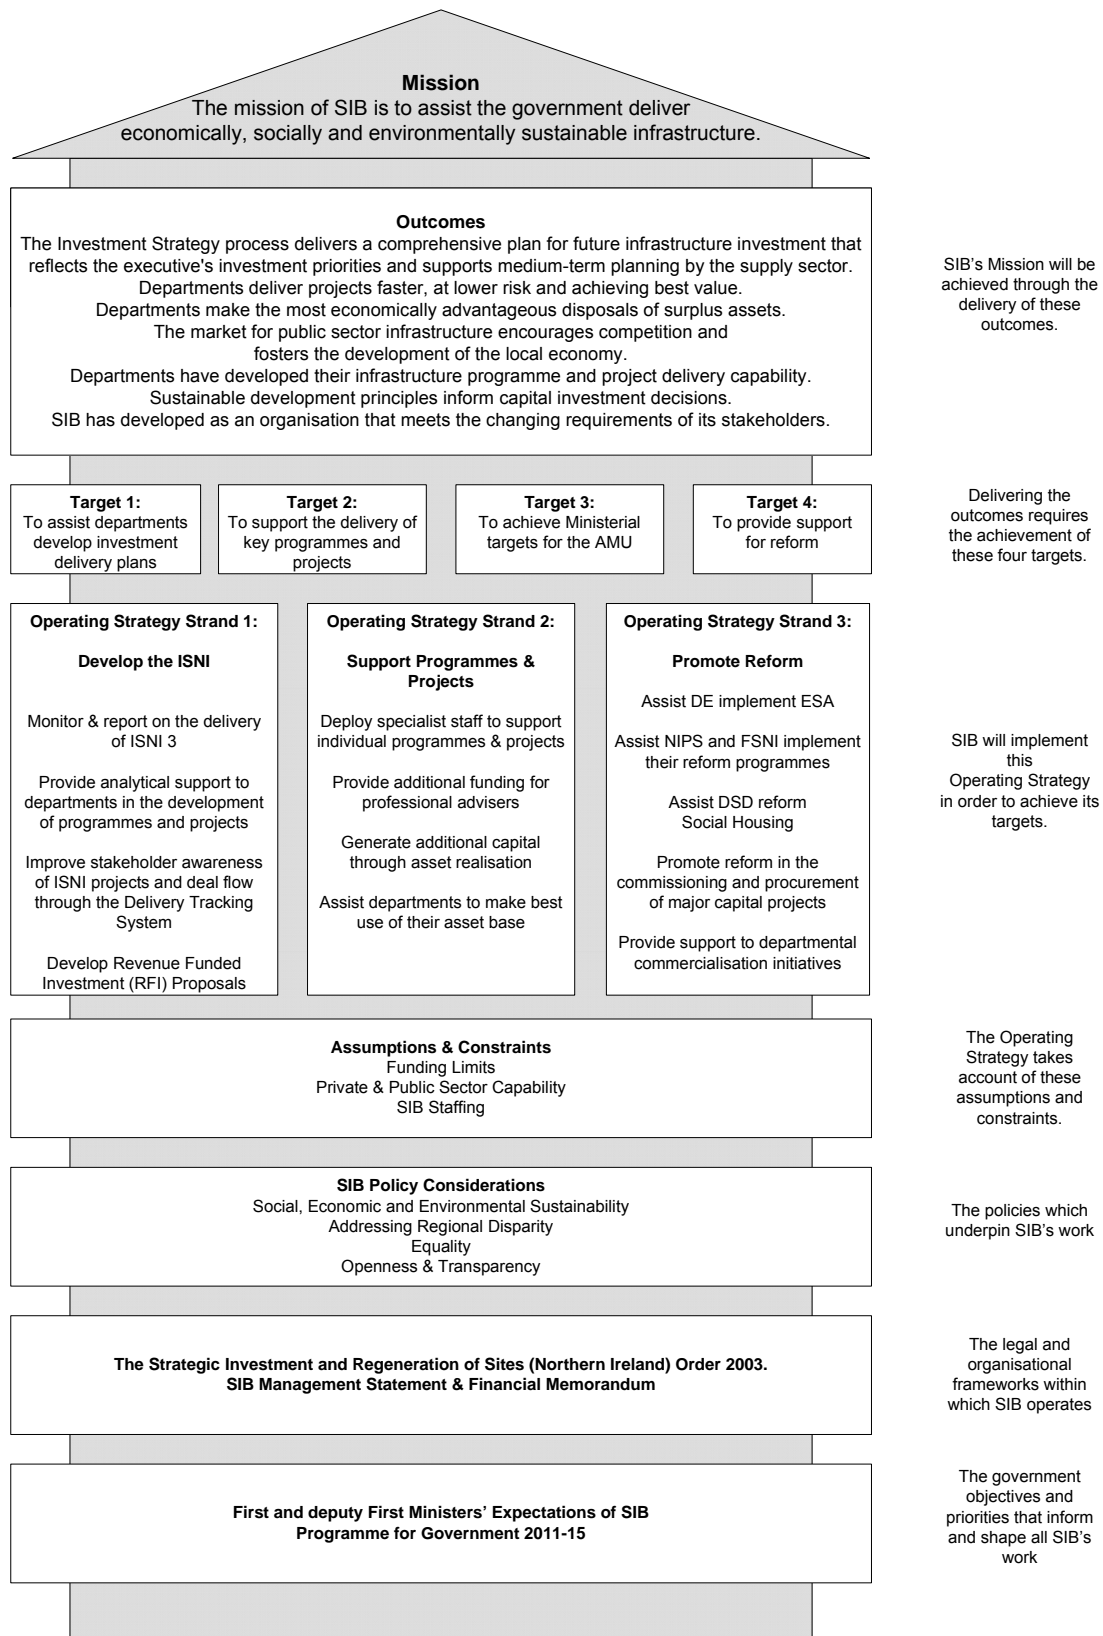 Mission
The mission of SIB is to assist the government deliver
economically, socially and environmentally sustainable infrastructure.
Outcomes
The Investment Strategy process delivers a comprehensive plan for future infrastructure investment that
reflects the executive's investment priorities and supports medium-term planning by the supply sector.
Departments deliver projects faster, at lower risk and achieving best value.
Departments make the most economically advantageous disposals of surplus assets.
The market for public sector infrastructure encourages competition and
fosters the development of the local economy.
Departments have developed their infrastructure programme and project delivery capability.
Sustainable development principles inform capital investment decisions.
SIB has developed as an organisation that meets the changing requirements of its stakeholders.
SIB's Mission will be
achieved through the
delivery of these
outcomes.
Target 1:
To assist departments
develop investment
delivery plans
Target 2:
To support the delivery of
key programmes and
projects
Target 3:
To achieve Ministerial
targets for the AMU
Target 4:
To provide support
for reform
Delivering the
outcomes requires
the achievement of
these four targets.
Operating Strategy Strand 1:
Develop the ISNI
Monitor & report on the delivery
of ISNI 3
Provide analytical support to
departments in the development
of programmes and projects
Improve stakeholder awareness
of ISNI projects and deal flow
through the Delivery Tracking
System
Develop Revenue Funded
Investment (RFI) Proposals
Operating Strategy Strand 2:
Support Programmes &
Projects
Deploy specialist staff to support
individual programmes & projects
Provide additional funding for
professional advisers
Generate additional capital
through asset realisation
Assist departments to make best
use of their asset base
Operating Strategy Strand 3:
Promote Reform
Assist DE implement ESA
Assist NIPS and FSNI implement
their reform programmes
Assist DSD reform
Social Housing
Promote reform in the
commissioning and procurement
of major capital projects
Provide support to departmental
commercialisation initiatives
SIB will implement
this
Operating Strategy
in order to achieve its
targets.
Assumptions & Constraints
Funding Limits
Private & Public Sector Capability
SIB Staffing
The Operating
Strategy takes
account of these
assumptions and
constraints.
SIB Policy Considerations
Social, Economic and Environmental Sustainability
Addressing Regional Disparity
Equality
Openness & Transparency
The policies which
underpin SIB's work
The Strategic Investment and Regeneration of Sites (Northern Ireland) Order 2003.
SIB Management Statement & Financial Memorandum
The legal and
organisational
frameworks within
which SIB operates
First and deputy First Ministers' Expectations of SIB
Programme for Government 2011-15
The government
objectives and
priorities that inform
and shape all SIB's
work